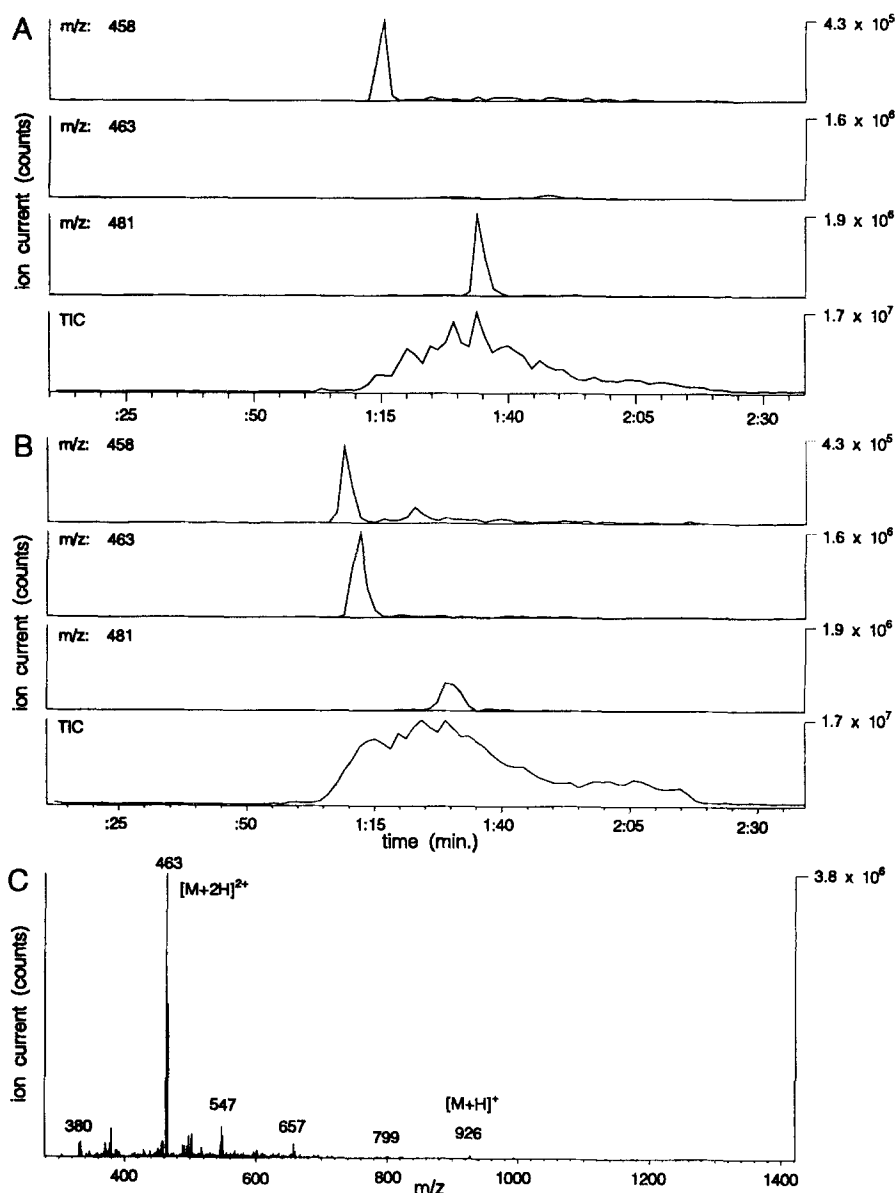 A
m/z: 458
4.3 x 10⁵
m/z: 463
1.6 x 10⁶
m/z: 481
1.9 x 10⁶
TIC
1.7 x 10⁷
ion current (counts)
:25 :50 1:15 1:40 2:05 2:30
B
m/z: 458
4.3 x 10⁵
m/z: 463
1.6 x 10⁶
m/z: 481
1.9 x 10⁶
TIC
1.7 x 10⁷
ion current (counts)
:25 :50 1:15 1:40 2:05 2:30
time (min.)
C
463
[M+2H]²⁺
3.8 x 10⁶
ion current (counts)
380
547
657
799
[M+H]⁺
926
400 600 800 1000 1200 1400
m/z